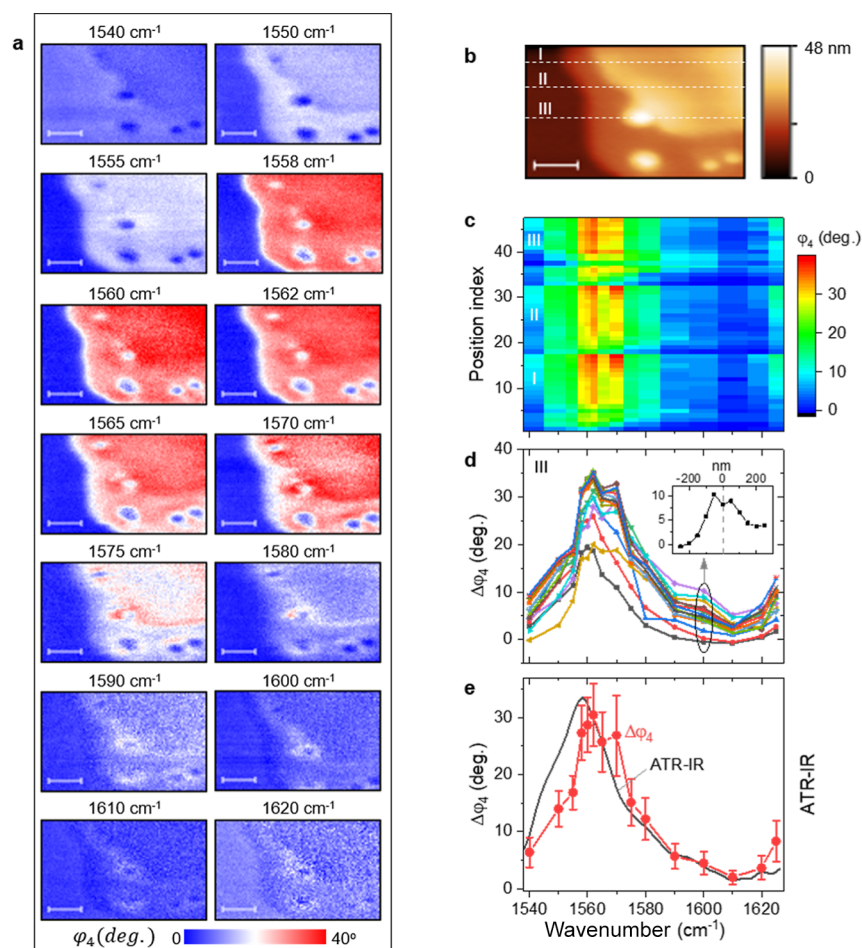 a
1540 cm⁻¹
1550 cm⁻¹
1555 cm⁻¹
1558 cm⁻¹
1560 cm⁻¹
1562 cm⁻¹
1565 cm⁻¹
1570 cm⁻¹
1575 cm⁻¹
1580 cm⁻¹
1590 cm⁻¹
1600 cm⁻¹
1610 cm⁻¹
1620 cm⁻¹
φ₄(deg.) 0 40º
b
I
II
III
48 nm
0
c
III
II
I
Position index
40
30
20
10
φ₄ (deg.)
40
30
20
10
0
d
III
Δφ₄ (deg.)
40
30
20
10
0
nm
-200 0 200
10
5
0
e
Δφ₄
ATR-IR
Δφ₄ (deg.)
30
20
10
0
ATR-IR
1540 1560 1580 1600 1620
Wavenumber (cm⁻¹)